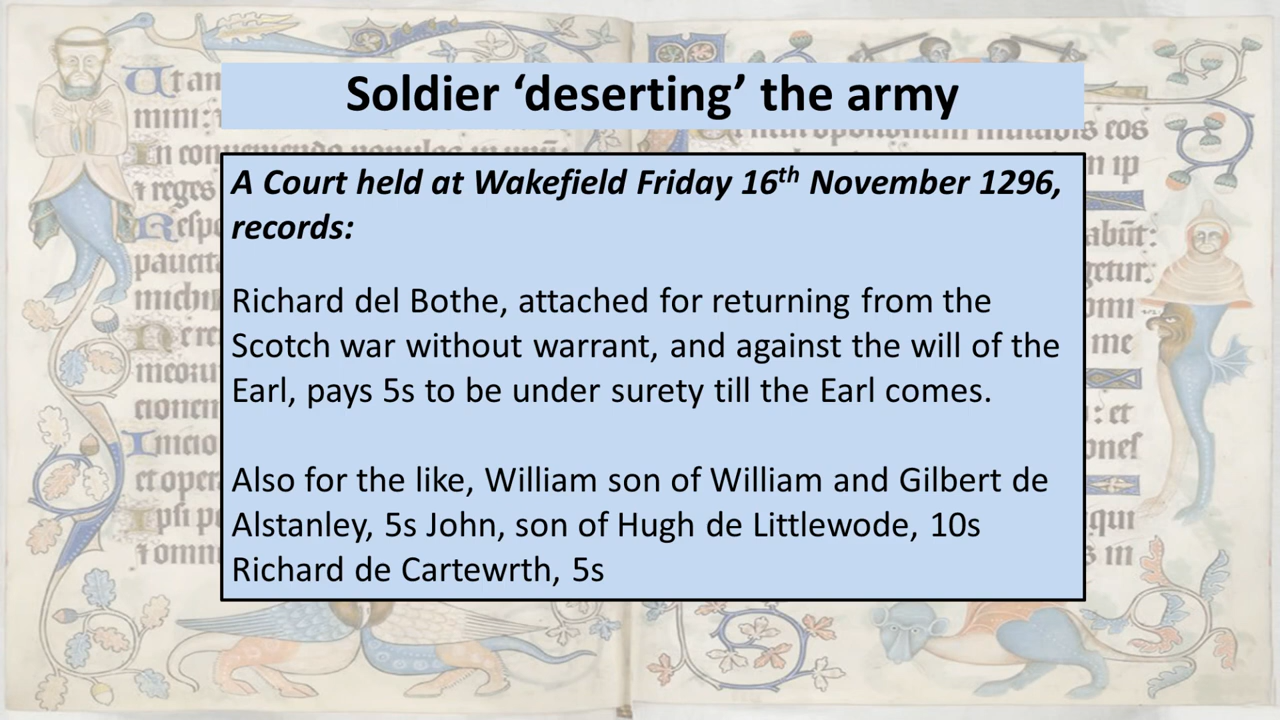 Soldier ‘deserting’ the army
A Court held at Wakefield Friday 16th November 1296,
records:
Richard del Bothe, attached for returning from the
Scotch war without warrant, and against the will of the
Earl, pays 5s to be under surety till the Earl comes.
Also for the like, William son of William and Gilbert de
Alstanley, 5s John, son of Hugh de Littlewode, 10s
Richard de Cartewrth, 5s